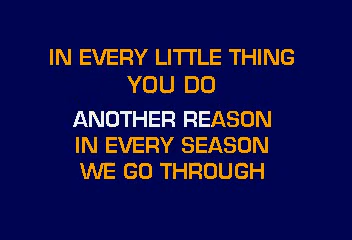 IN EVERY LITTLE THING
YOU DO
ANOTHER REASON
IN EVERY SEASON
WE GO THROUGH